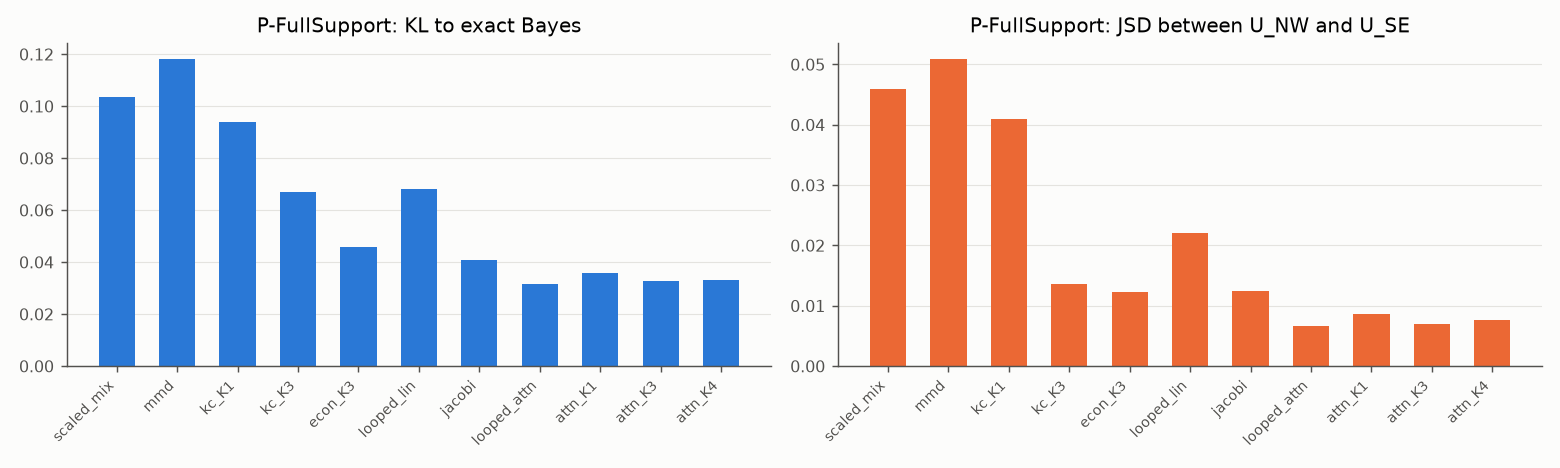 P-FullSupport: KL to exact Bayes
0.12
0.10
0.08
0.06
0.04
0.02
0.00
scaled_mix
mmd
kc_K1
kc_K3
econ_K3
looped_lin
jacobi
looped_attn
attn_K1
attn_K3
attn_K4
P-FullSupport: JSD between U_NW and U_SE
0.05
0.04
0.03
0.02
0.01
0.00
scaled_mix
mmd
kc_K1
kc_K3
econ_K3
looped_lin
jacobi
looped_attn
attn_K1
attn_K3
attn_K4